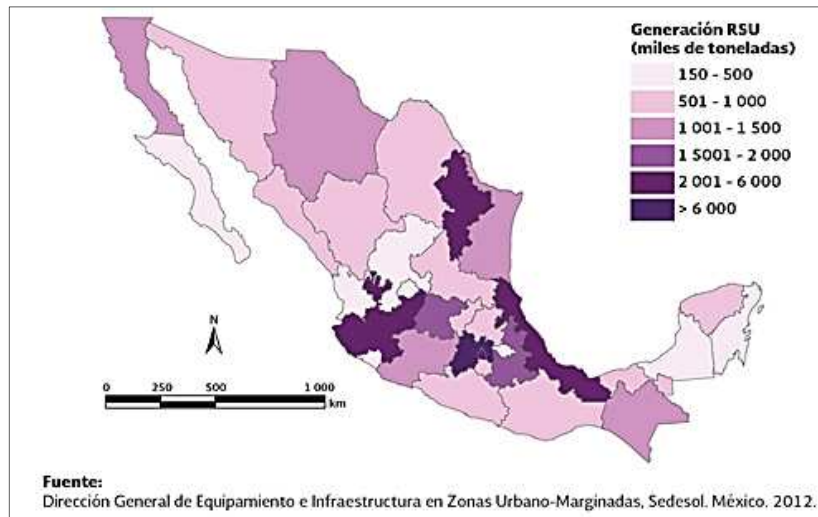 Generación RSU
(miles de toneladas)
150 - 500
501 - 1 000
1 001 - 1 500
1 5001 - 2 000
2 001 - 6 000
> 6 000
N
0 250 500 1 000
km
Fuente:
Dirección General de Equipamiento e Infraestructura en Zonas Urbano-Marginadas, Sedesol. México. 2012.